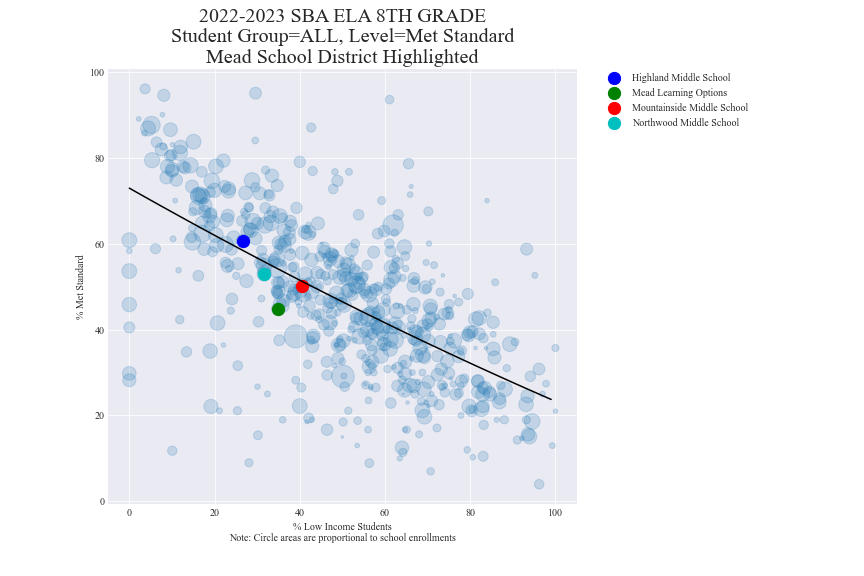 2022-2023 SBA ELA 8TH GRADE
Student Group=ALL, Level=Met Standard
Mead School District Highlighted
Highland Middle School
Mead Learning Options
Mountainside Middle School
Northwood Middle School
% Met Standard
100
80
60
40
20
0
0 20 40 60 80 100
% Low Income Students
Note: Circle areas are proportional to school enrollments